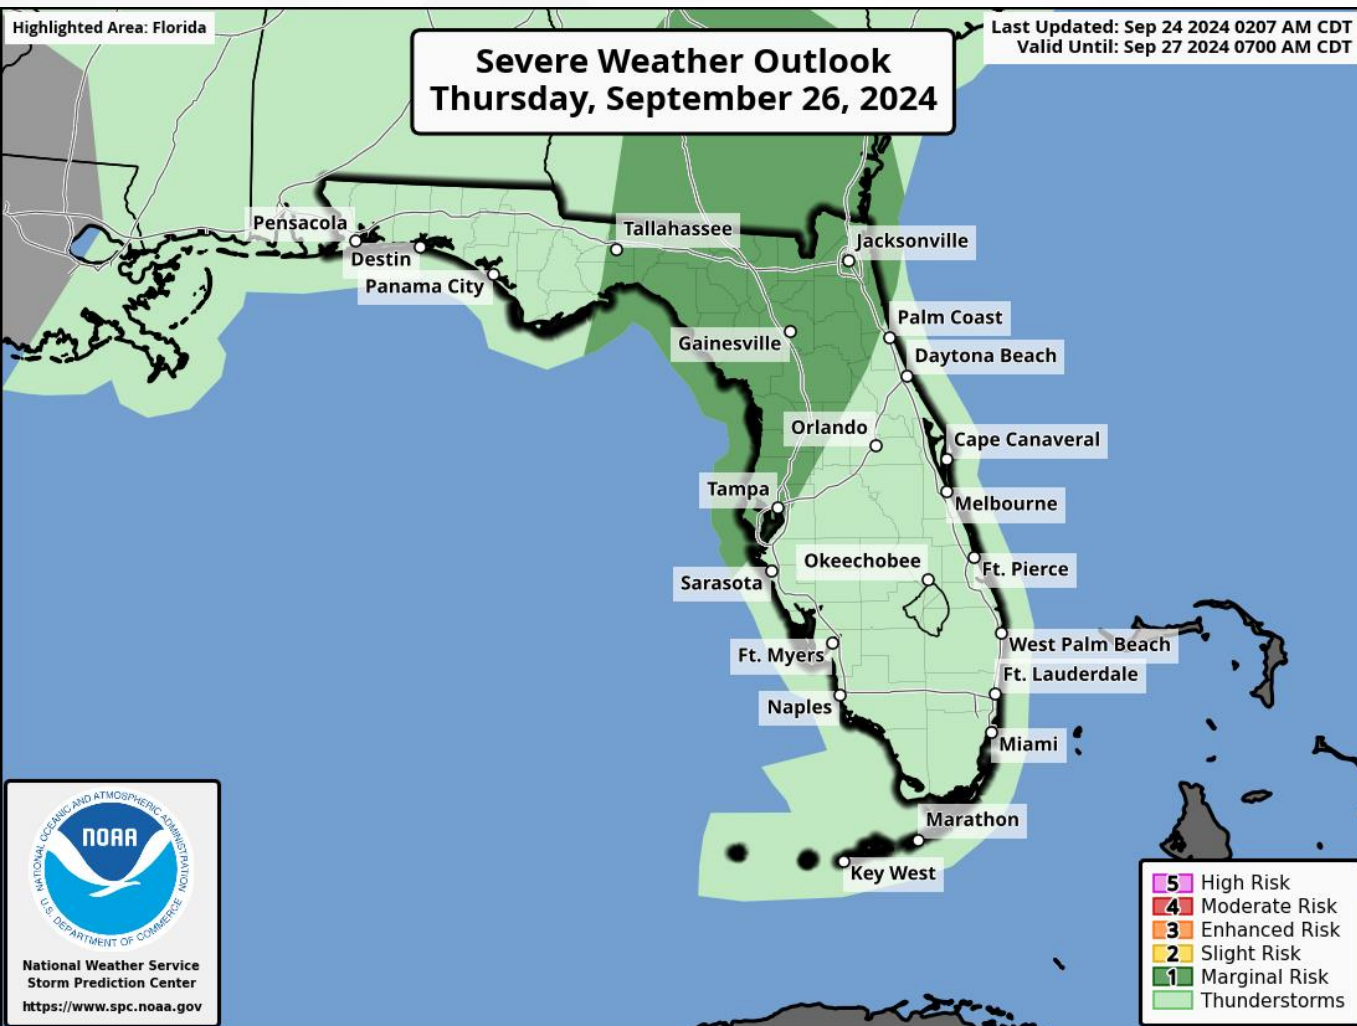 Highlighted Area: Florida
Last Updated: Sep 24 2024 0207 AM CDT
Valid Until: Sep 27 2024 0700 AM CDT
Severe Weather Outlook
Thursday, September 26, 2024
Pensacola
Destin
Panama City
Tallahassee
Jacksonville
Palm Coast
Gainesville
Daytona Beach
Orlando
Cape Canaveral
Tampa
Melbourne
Okeechobee
Ft. Pierce
Sarasota
West Palm Beach
Ft. Myers
Ft. Lauderdale
Naples
Miami
Marathon
Key West
NATIONAL OCEANIC AND ATMOSPHERIC ADMINISTRATION
NOAA
U.S. DEPARTMENT OF COMMERCE
National Weather Service
Storm Prediction Center
https://www.spc.noaa.gov
5 High Risk
4 Moderate Risk
3 Enhanced Risk
2 Slight Risk
1 Marginal Risk
Thunderstorms